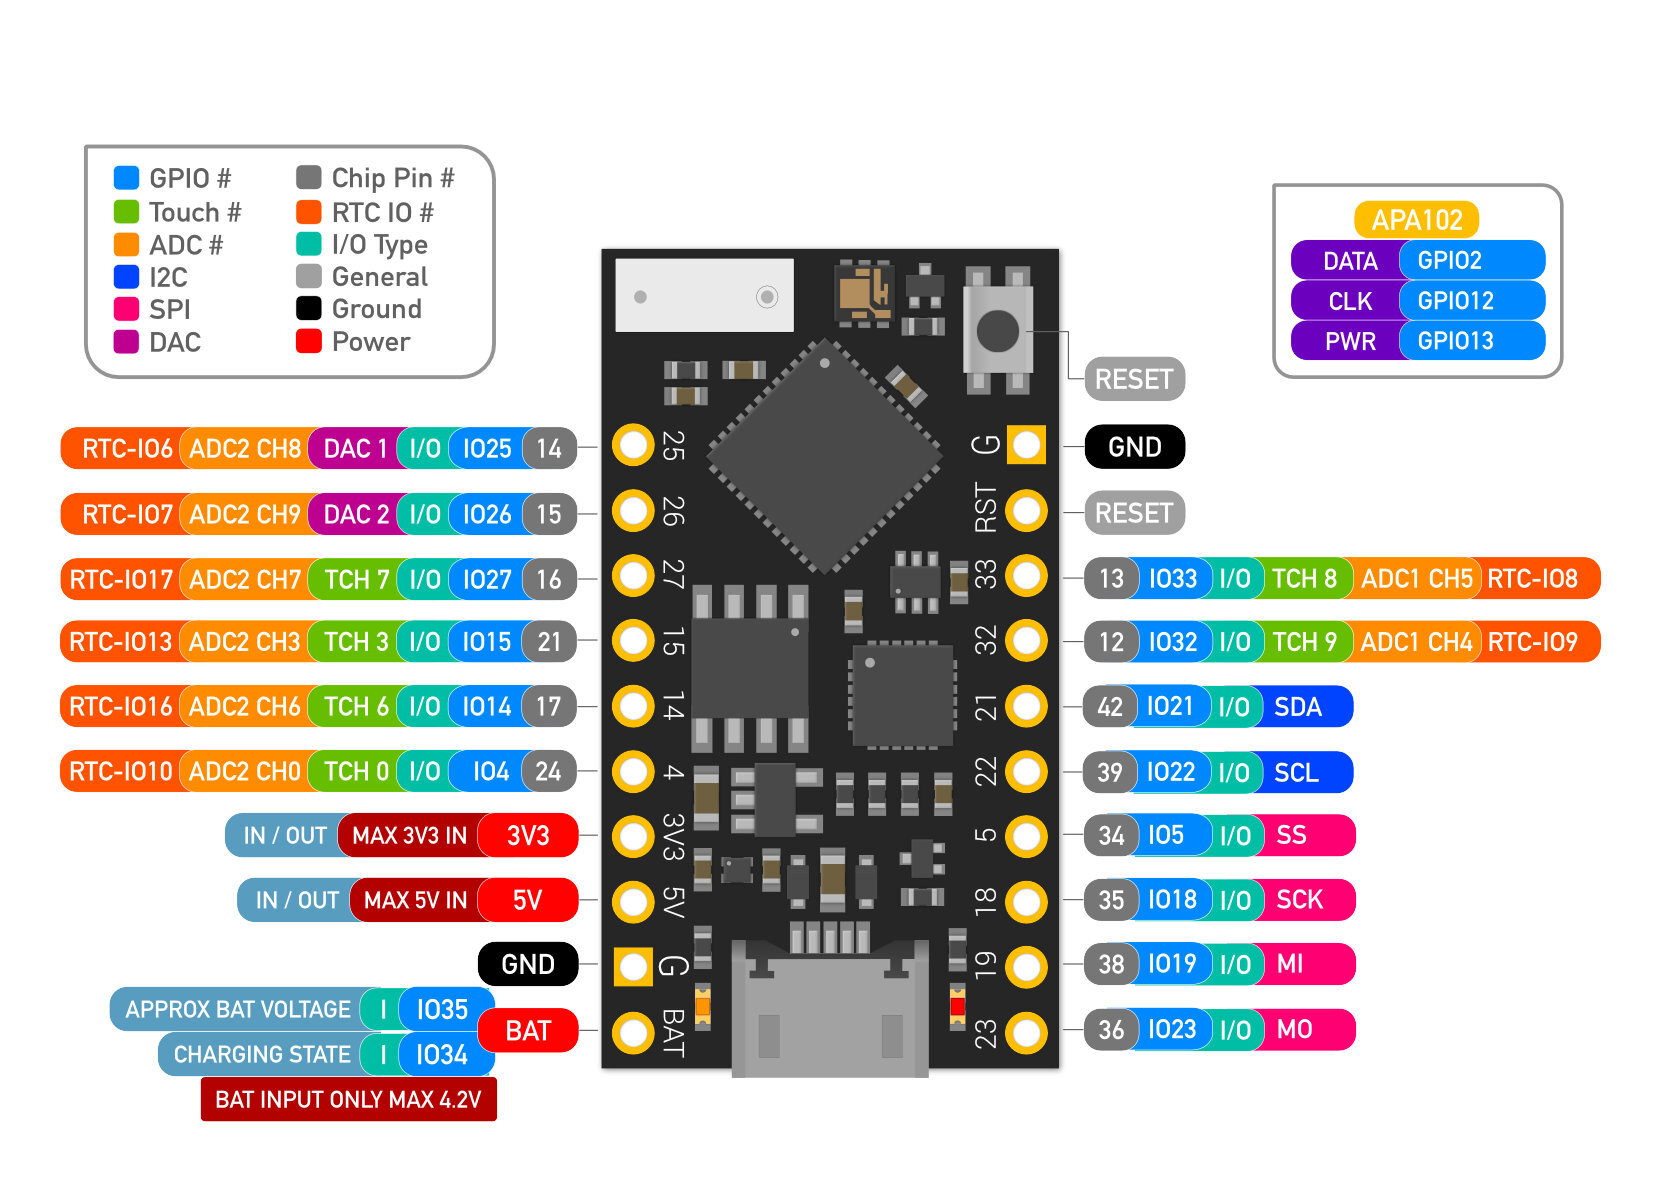 GPIO # Chip Pin #
Touch # RTC IO #
ADC # I/O Type
I2C General
SPI Ground
DAC Power
APA102
DATA GPIO2
CLK GPIO12
PWR GPIO13
RESET
RTC-IO6 ADC2 CH8 DAC 1 I/O IO25 14 25 G GND
RTC-IO7 ADC2 CH9 DAC 2 I/O IO26 15 26 RST RESET
RTC-IO17 ADC2 CH7 TCH 7 I/O IO27 16 27 33 13 IO33 I/O TCH 8 ADC1 CH5 RTC-IO8
RTC-IO13 ADC2 CH3 TCH 3 I/O IO15 21 15 32 12 IO32 I/O TCH 9 ADC1 CH4 RTC-IO9
RTC-IO16 ADC2 CH6 TCH 6 I/O IO14 17 14 21 42 IO21 I/O SDA
RTC-IO10 ADC2 CH0 TCH 0 I/O IO4 24 4 22 39 IO22 I/O SCL
IN / OUT MAX 3V3 IN 3V3 3V3 5 34 IO5 I/O SS
IN / OUT MAX 5V IN 5V 5V 18 35 IO18 I/O SCK
GND G 19 38 IO19 I/O MI
APPROX BAT VOLTAGE I IO35
BAT BAT 23 36 IO23 I/O MO
CHARGING STATE I IO34
BAT INPUT ONLY MAX 4.2V